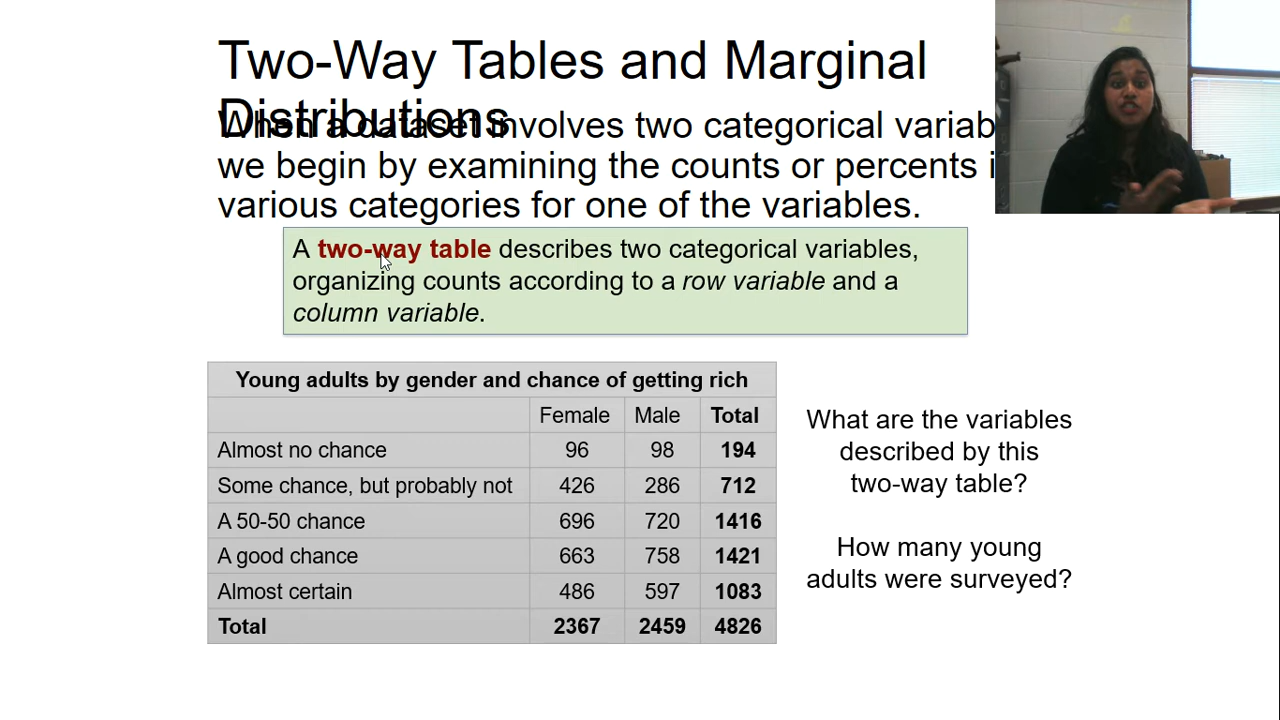 Two-Way Tables and Marginal
Distributions
When a dataset involves two categorical variab
we begin by examining the counts or percents i
various categories for one of the variables.
A two-way table describes two categorical variables,
organizing counts according to a row variable and a
column variable.
Young adults by gender and chance of getting rich
Female Male Total
Almost no chance 96 98 194
Some chance, but probably not 426 286 712
A 50-50 chance 696 720 1416
A good chance 663 758 1421
Almost certain 486 597 1083
Total 2367 2459 4826
What are the variables
described by this
two-way table?
How many young
adults were surveyed?